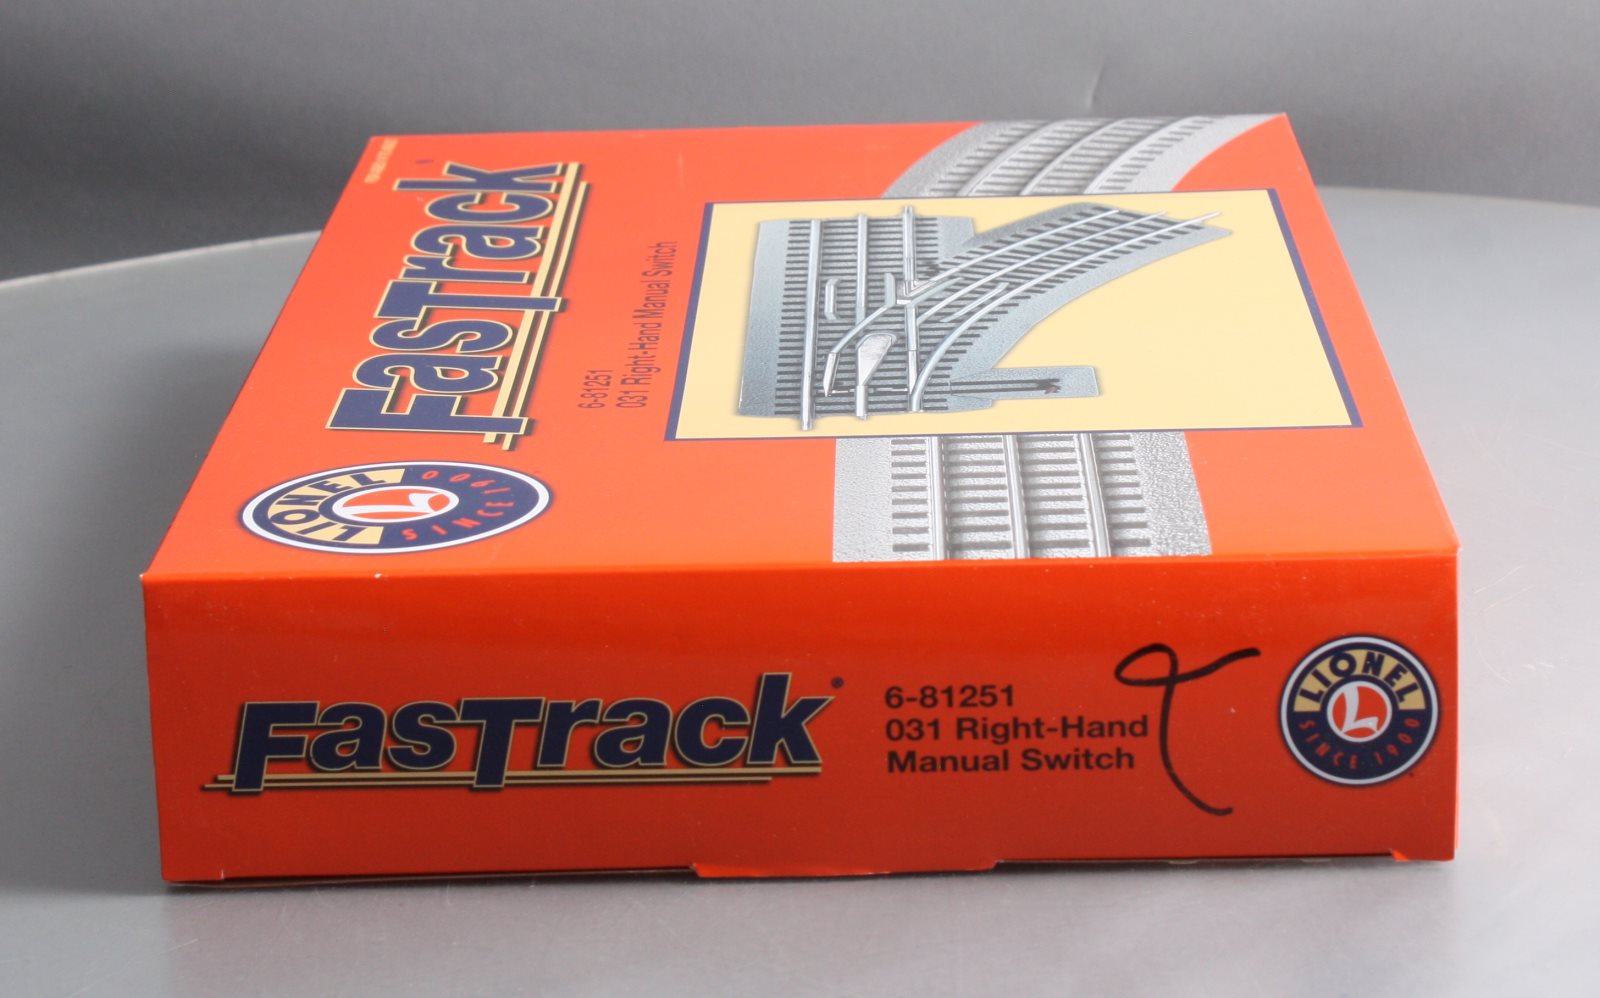 FasTrack®
6-81251
031 Right-Hand Manual Switch
LIONEL
SINCE 1900
L
FasTrack®
6-81251
031 Right-Hand
Manual Switch
LIONEL
SINCE 1900
L